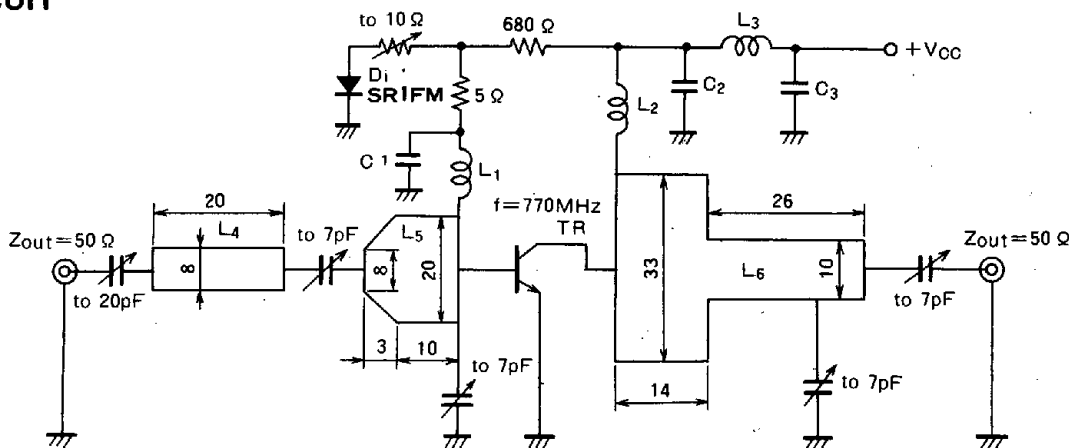 to 10Ω
680 Ω
L3
+VCC
Di
SR1FM
5Ω
C1
L1
L2
C2
C3
f=770MHz
TR
20
L4
8
Zout=50 Ω
to 20pF
to 7pF
L5
8
20
3
10
to 7pF
33
14
26
L6
10
to 7pF
to 7pF
Zout=50 Ω